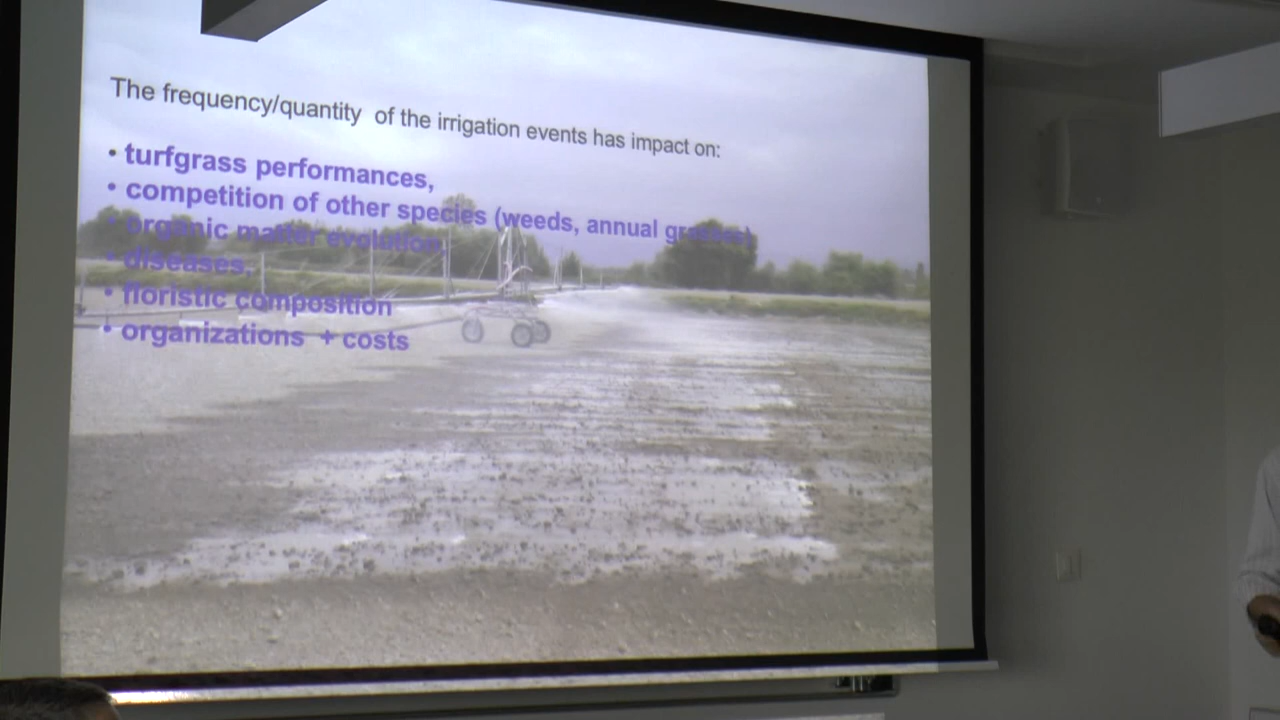 The frequency/quantity of the irrigation events has impact on:
• turfgrass performances,
• competition of other species (weeds, annual grasses)
• organic matter evolution,
• diseases,
• floristic composition
• organizations + costs